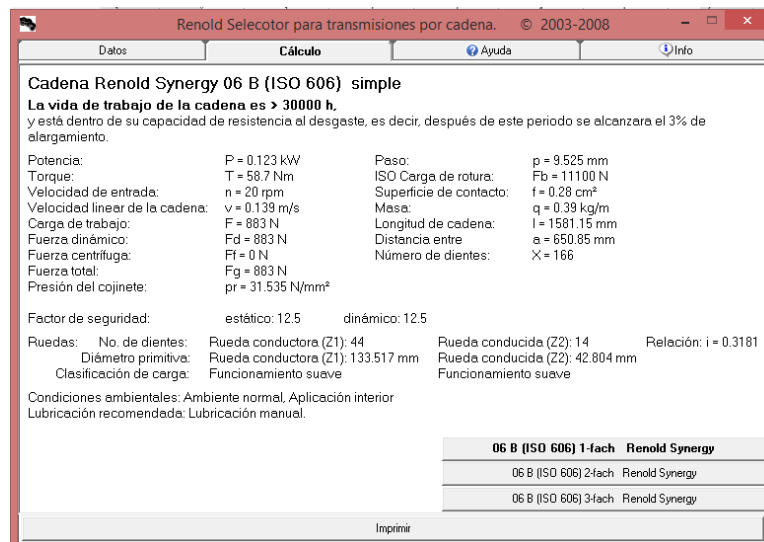 Renold Selecotor para transmisiones por cadena. © 2003-2008
Datos Cálculo Ayuda Info
Cadena Renold Synergy 06 B (ISO 606) simple
La vida de trabajo de la cadena es > 30000 h,
y está dentro de su capacidad de resistencia al desgaste, es decir, después de este periodo se alcanzara el 3% de
alargamiento.
Potencia: P = 0.123 kW Paso: p = 9.525 mm
Torque: T = 58.7 Nm ISO Carga de rotura: Fb = 11100 N
Velocidad de entrada: n = 20 rpm Superficie de contacto: f = 0.28 cm²
Velocidad linear de la cadena: v = 0.139 m/s Masa: q = 0.39 kg/m
Carga de trabajo: F = 883 N Longitud de cadena: l = 1581.15 mm
Fuerza dinámico: Fd = 883 N Distancia entre a = 650.85 mm
Fuerza centrífuga: Ff = 0 N Número de dientes: X = 166
Fuerza total: Fg = 883 N
Presión del cojinete: pr = 31.535 N/mm²
Factor de seguridad: estático: 12.5 dinámico: 12.5
Ruedas: No. de dientes: Rueda conductora (Z1): 44 Rueda conducida (Z2): 14 Relación: i = 0.3181
Diámetro primitiva: Rueda conductora (Z1): 133.517 mm Rueda conducida (Z2): 42.804 mm
Clasificación de carga: Funcionamiento suave Funcionamiento suave
Condiciones ambientales: Ambiente normal, Aplicación interior
Lubricación recomendada: Lubricación manual.
06 B (ISO 606) 1-fach Renold Synergy
06 B (ISO 606) 2-fach Renold Synergy
06 B (ISO 606) 3-fach Renold Synergy
Imprimir